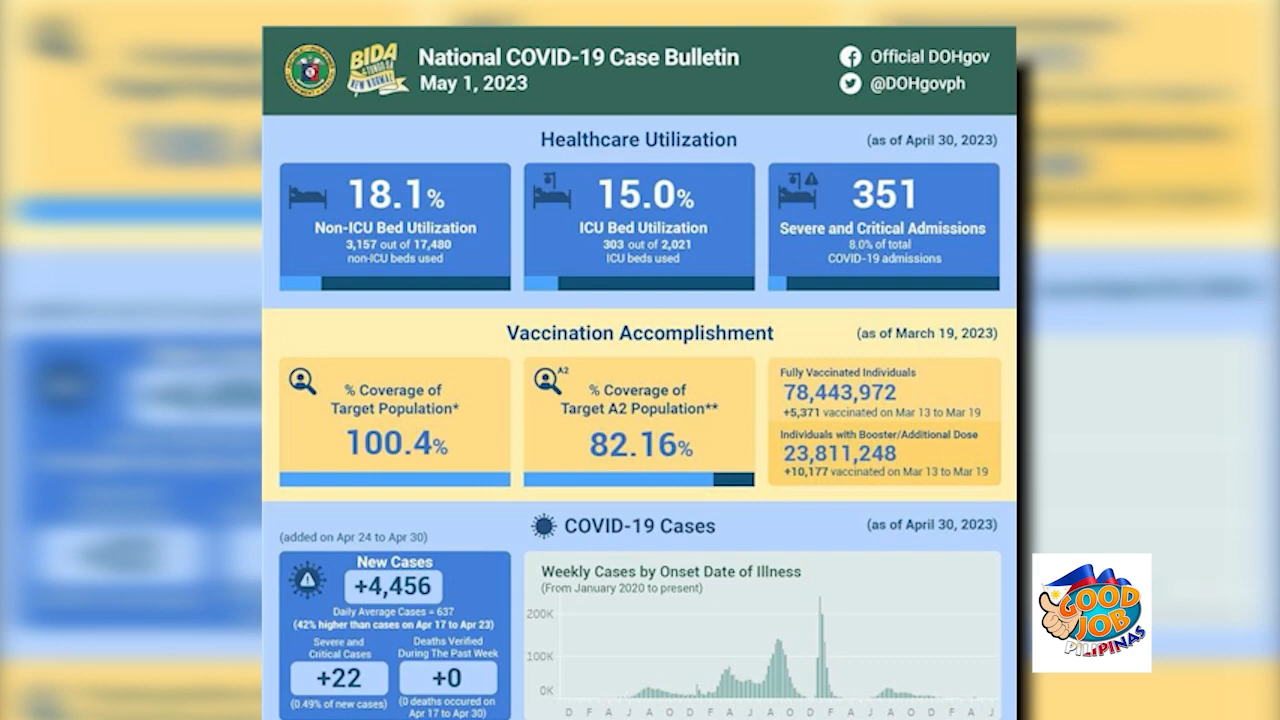 BIDA
National COVID-19 Case Bulletin
May 1, 2023
Official DOHgov
@DOHgovph
Healthcare Utilization
(as of April 30, 2023)
18.1%
Non-ICU Bed Utilization
3,157 out of 17,480
non-ICU beds used
15.0%
ICU Bed Utilization
303 out of 2,021
ICU beds used
351
Severe and Critical Admissions
8.0% of total
COVID-19 admissions
Vaccination Accomplishment
(as of March 19, 2023)
% Coverage of
Target Population*
100.4%
A2
% Coverage of
Target A2 Population**
82.16%
Fully Vaccinated Individuals
78,443,972
+5,371 vaccinated on Mar 13 to Mar 19
Individuals with Booster/Additional Dose
23,811,248
+10,177 vaccinated on Mar 13 to Mar 19
(added on Apr 24 to Apr 30)
COVID-19 Cases
(as of April 30, 2023)
New Cases
+4,456
Daily Average Cases = 637
(42% higher than cases on Apr 17 to Apr 23)
Severe and
Critical Cases
+22
(0.49% of new cases)
Deaths Verified
During The Past Week
+0
(0 deaths occured on
Apr 17 to Apr 30)
Weekly Cases by Onset Date of Illness
(From January 2020 to present)
200K
100K
0K
D F A J A O D F A J A O D F A J A O D F A J
GOOD
JOB
PILIPINAS